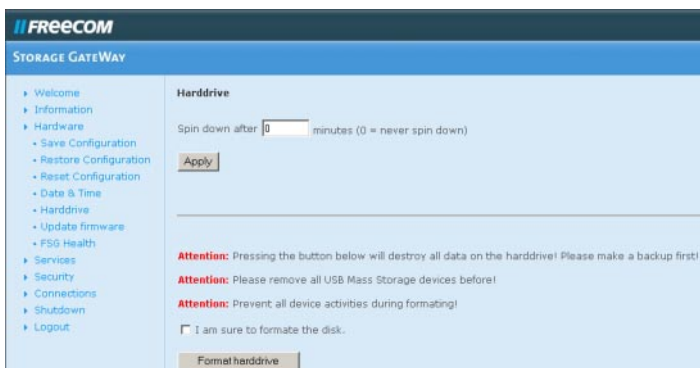 FREECOM
STORAGE GATEWAY
Welcome
Information
Hardware
Save Configuration
Restore Configuration
Reset Configuration
Date & Time
Harddrive
Update firmware
FSG Health
Services
Security
Connections
Shutdown
Logout
Harddrive
Spin down after 0 minutes (0 = never spin down)
Apply
Attention: Pressing the button below will destroy all data on the harddrive! Please make a backup first!
Attention: Please remove all USB Mass Storage devices before!
Attention: Prevent all device activities during formating!
I am sure to formate the disk.
Format harddrive